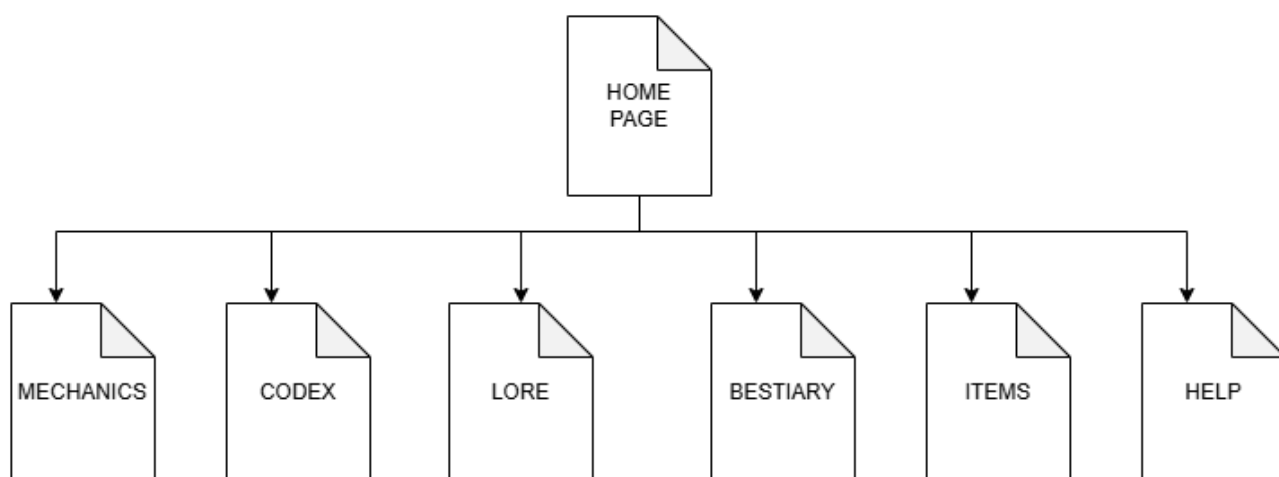 HOME
PAGE
MECHANICS
CODEX
LORE
BESTIARY
ITEMS
HELP